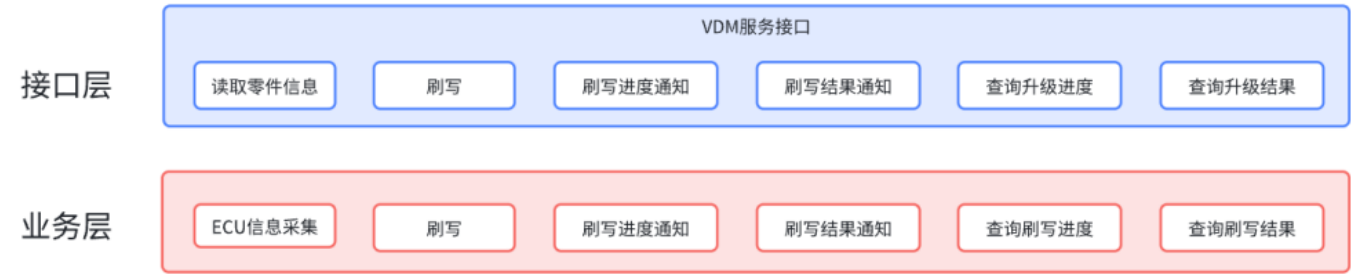 VDM服务接口
接口层
读取零件信息
刷写
刷写进度通知
刷写结果通知
查询升级进度
查询升级结果
业务层
ECU信息采集
刷写
刷写进度通知
刷写结果通知
查询刷写进度
查询刷写结果